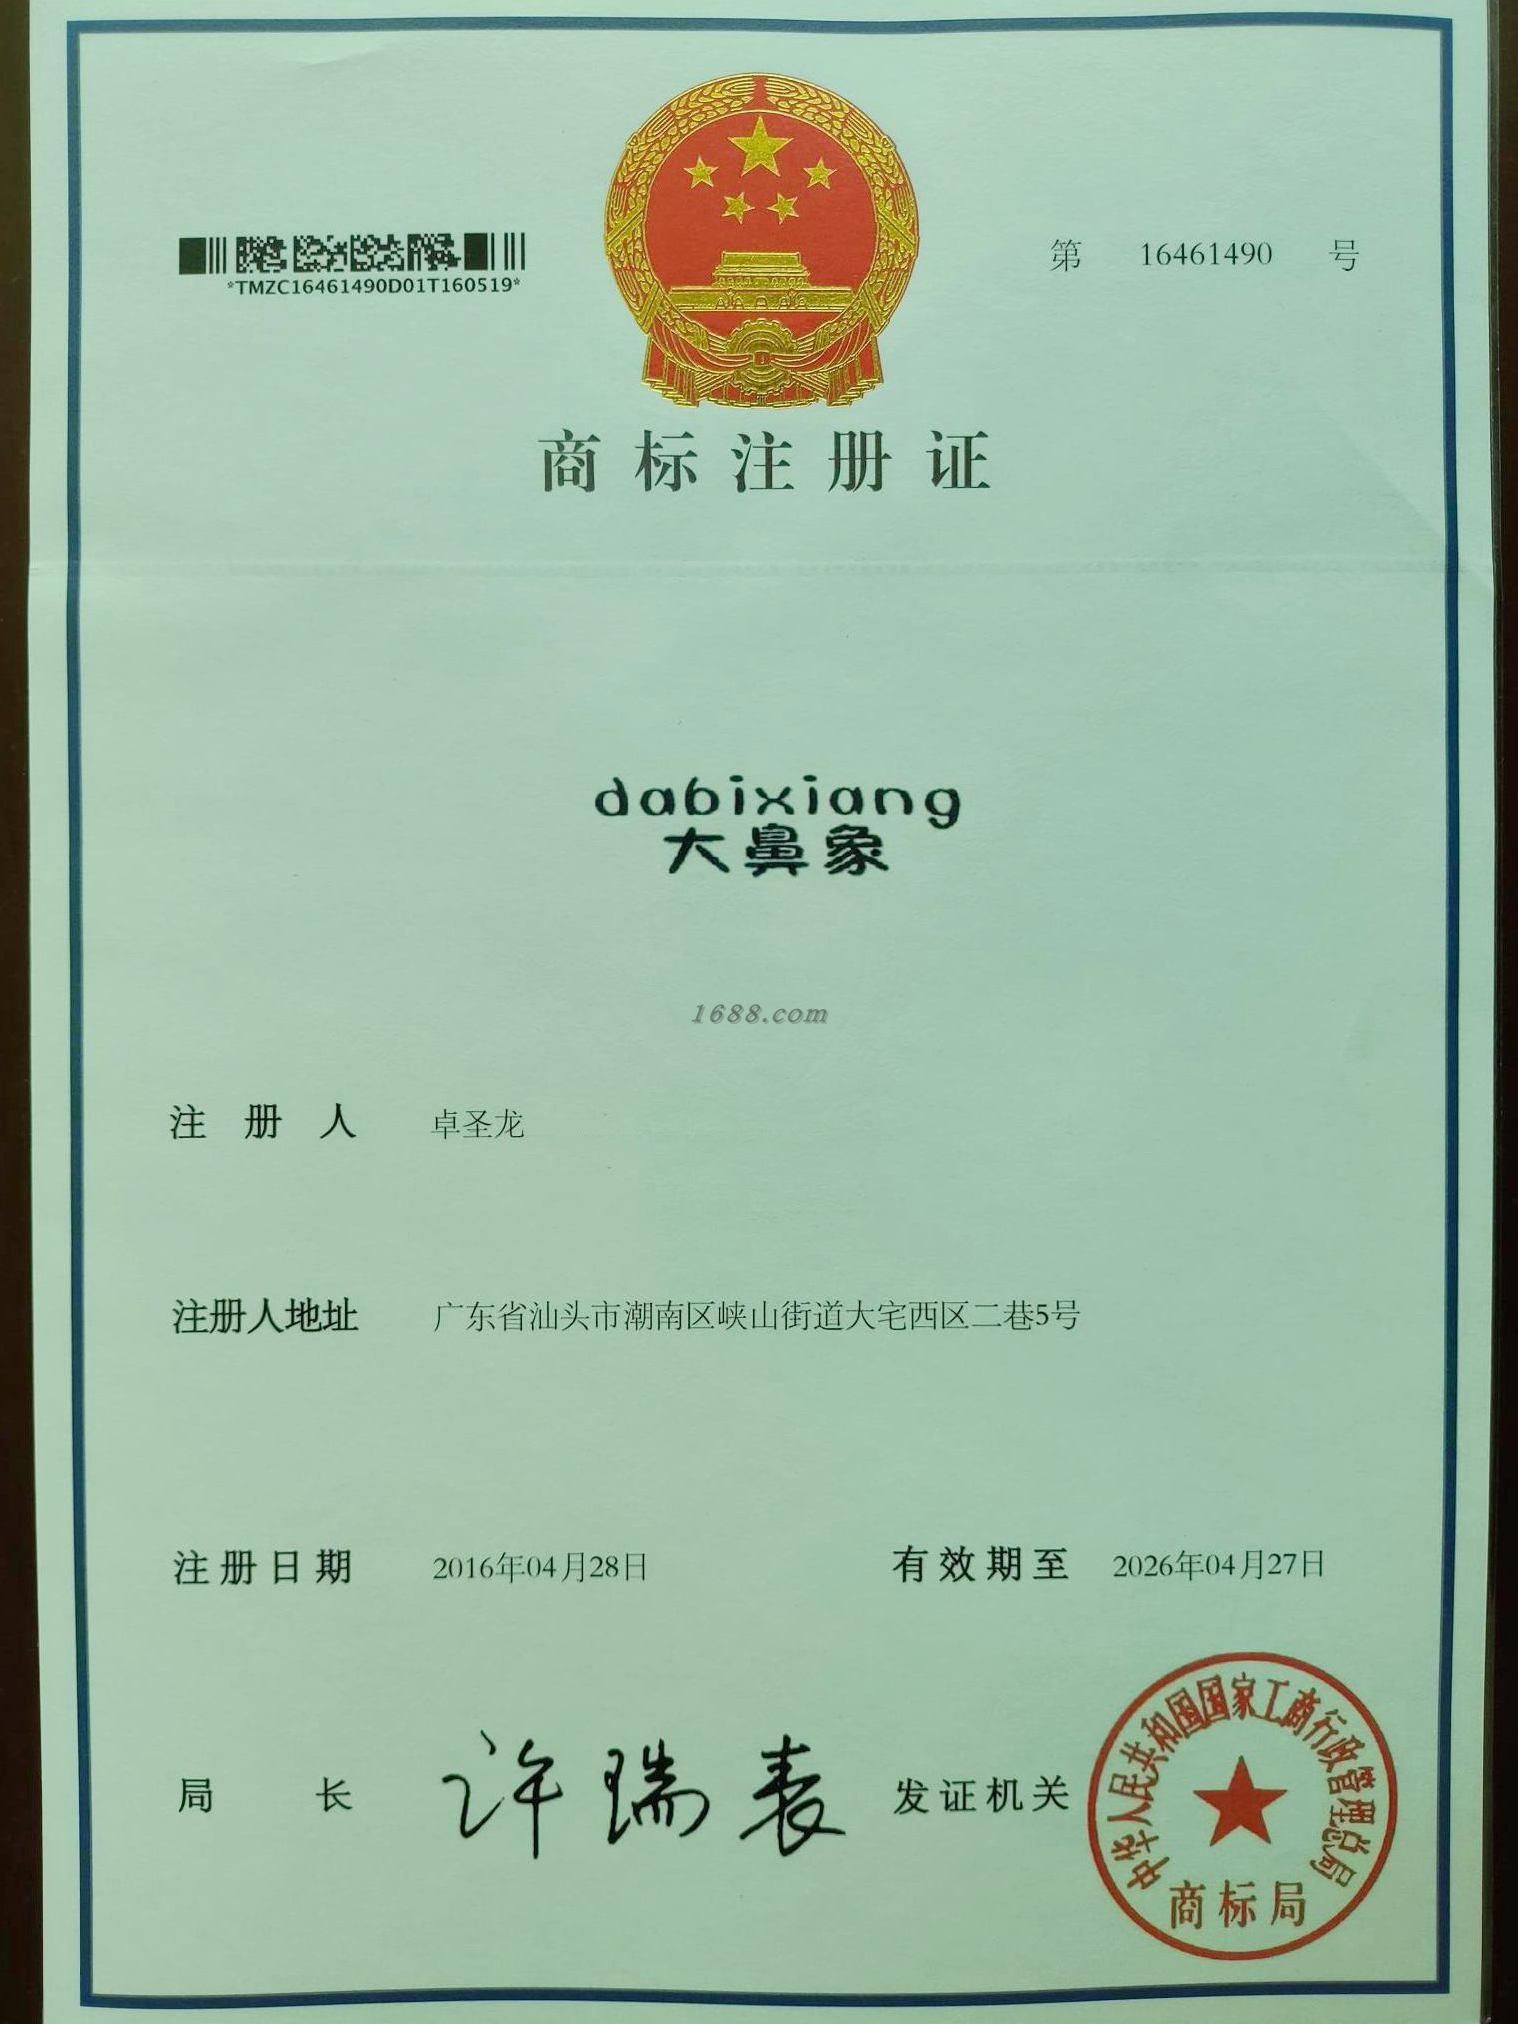 *TMZC16461490D01T160519*
第 16461490 号
商标注册证
dabixiang
大鼻象
1688.com
注册人 卓圣龙
注册人地址 广东省汕头市潮南区峡山街道大宅西区二巷5号
注册日期 2016年04月28日 有效期至 2026年04月27日
局长 许瑞表 发证机关
中华人民共和国国家工商行政管理总局
商标局